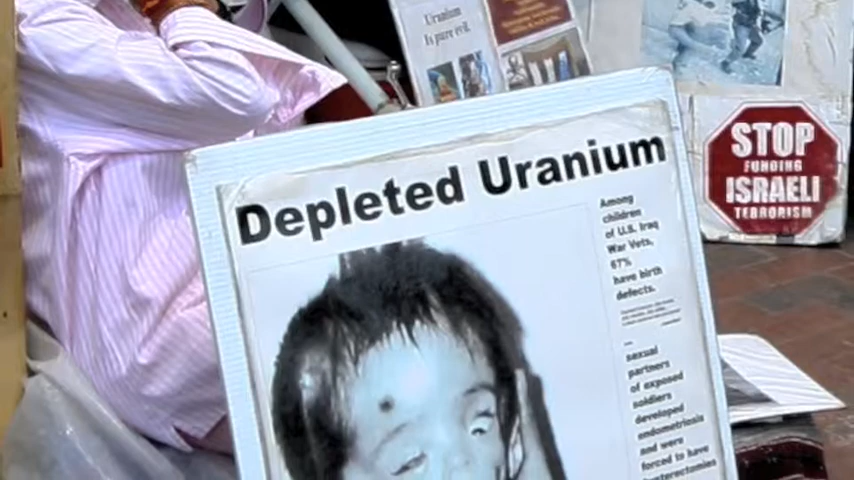 Uranium
Is pure evil.
STOP
FUNDING
ISRAELI
TERRORISM
Depleted Uranium
Among
children
of U.S. Iraq
War Vets,
67%
have birth
defects.
sexual
partners
of exposed
soldiers
developed
endometriosis
and were
forced to have